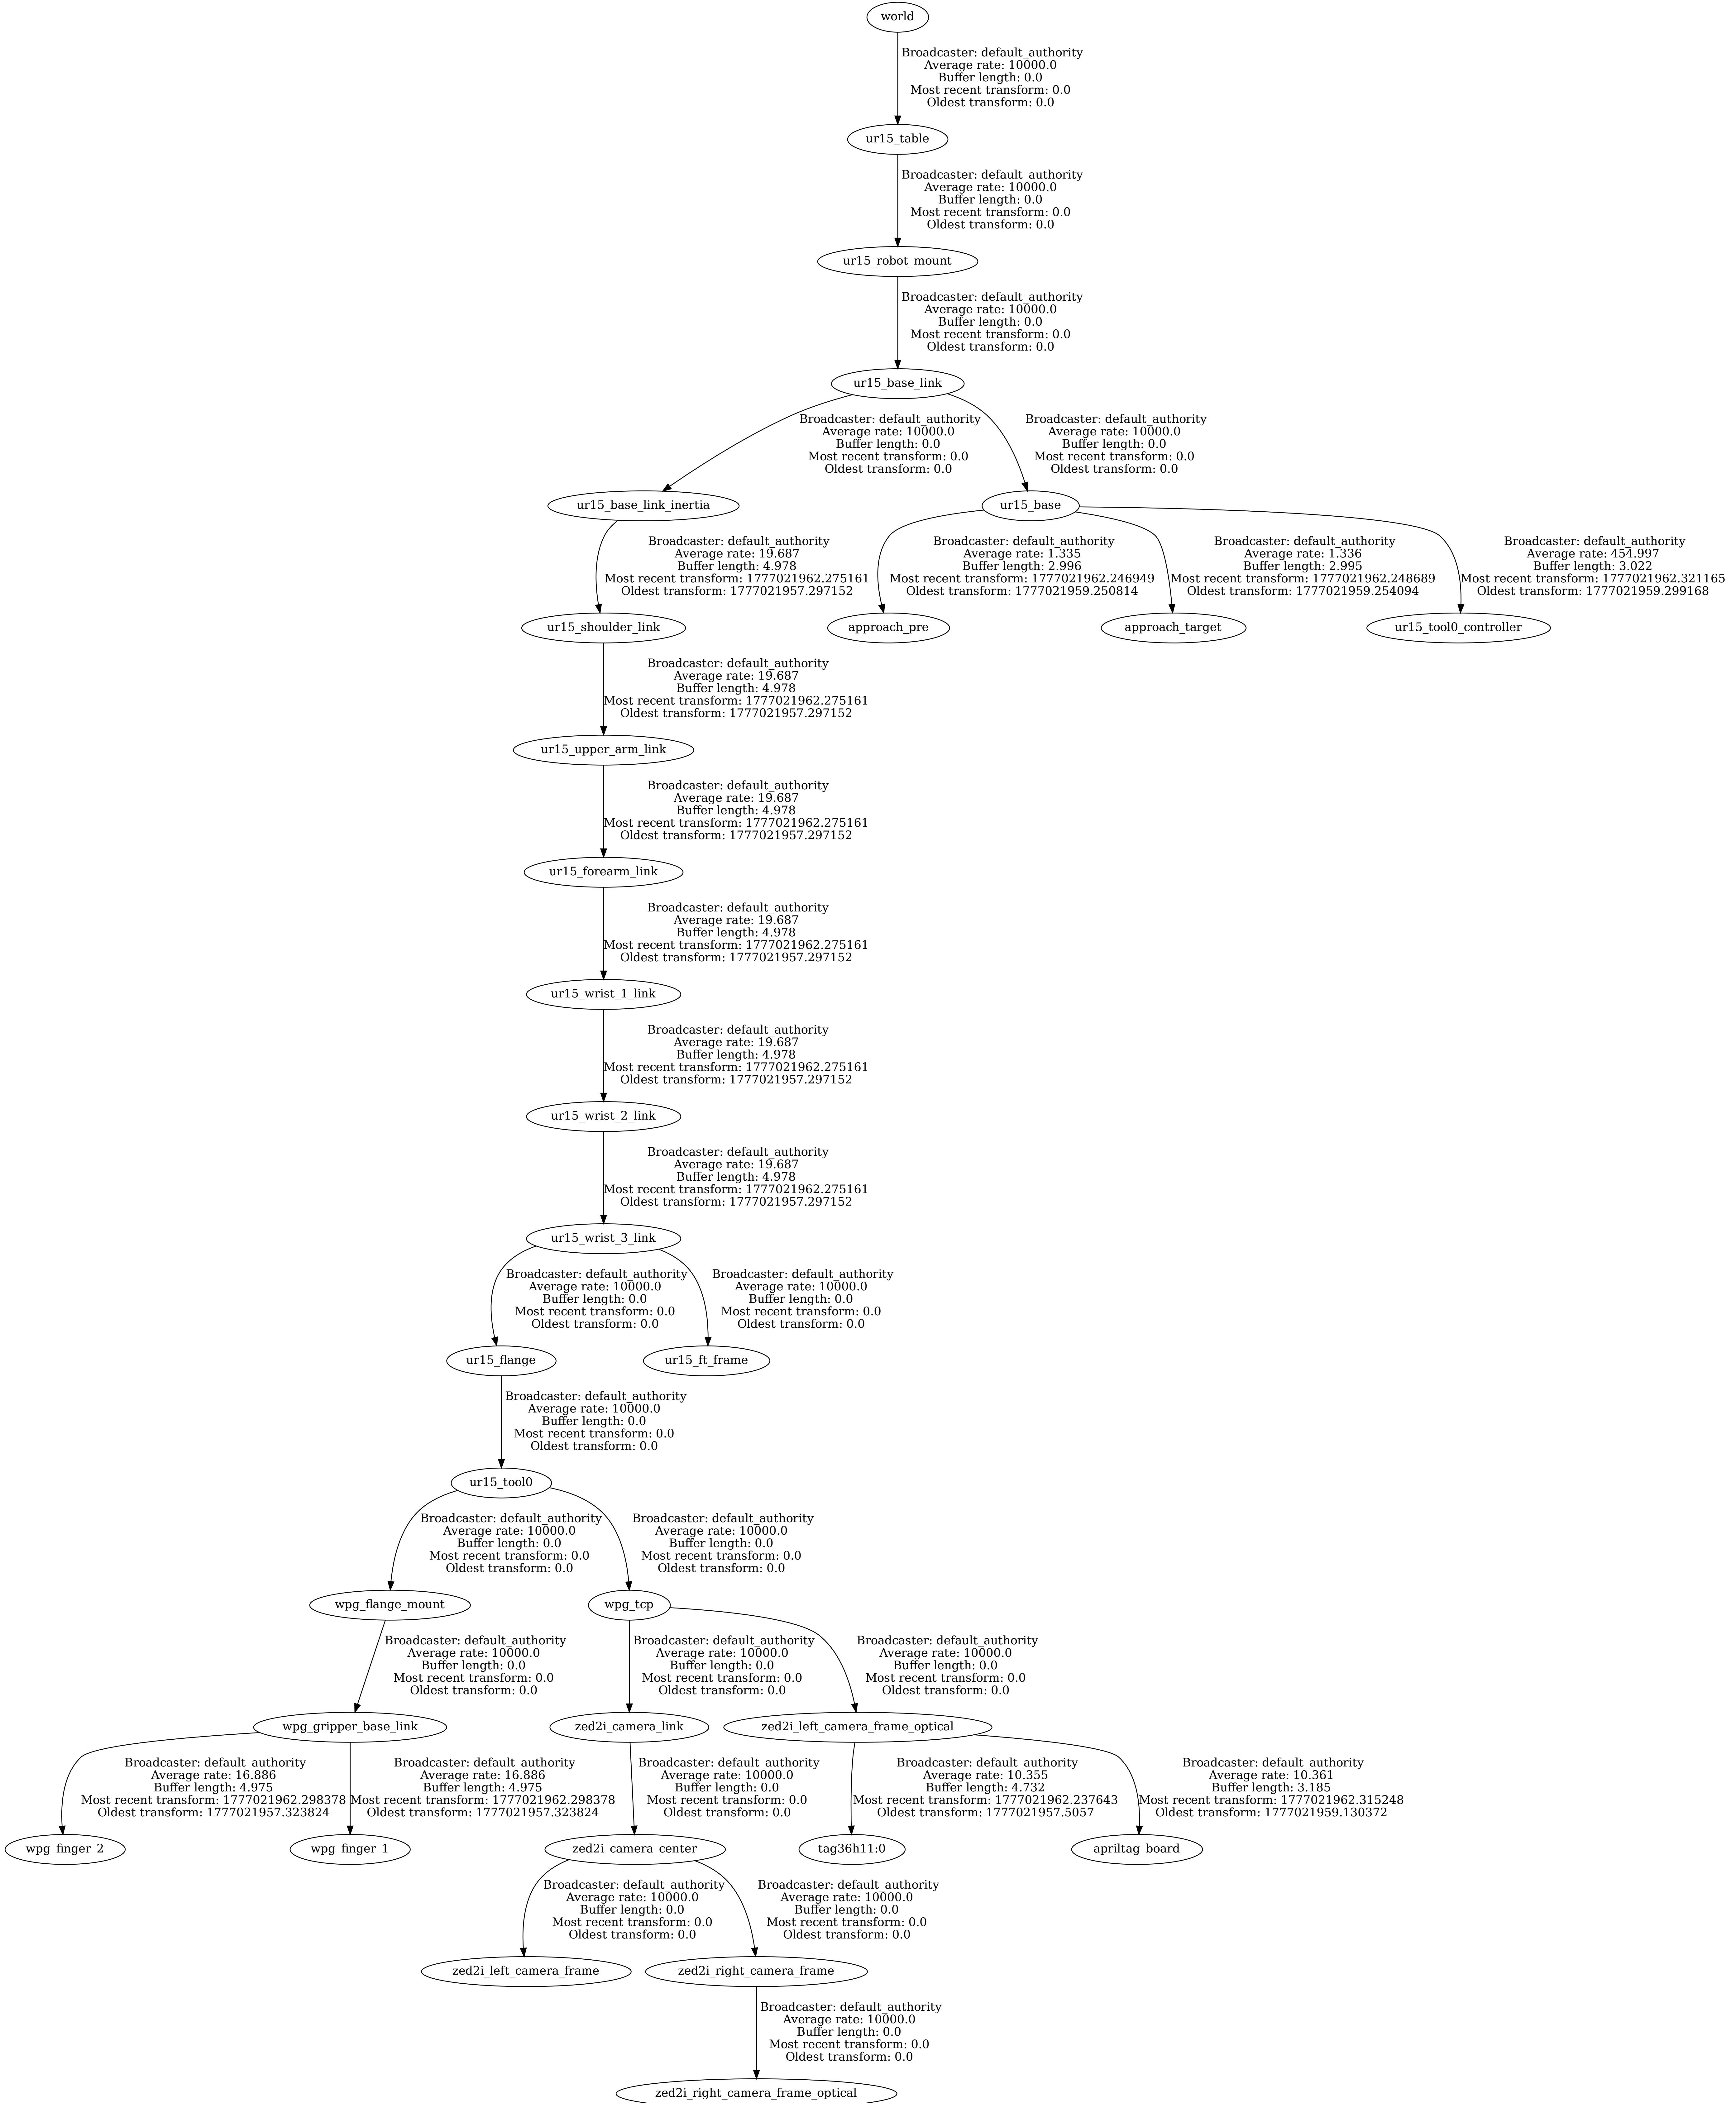 world
Broadcaster: default_authority
Average rate: 10000.0
Buffer length: 0.0
Most recent transform: 0.0
Oldest transform: 0.0
ur15_table
Broadcaster: default_authority
Average rate: 10000.0
Buffer length: 0.0
Most recent transform: 0.0
Oldest transform: 0.0
ur15_robot_mount
Broadcaster: default_authority
Average rate: 10000.0
Buffer length: 0.0
Most recent transform: 0.0
Oldest transform: 0.0
ur15_base_link
Broadcaster: default_authority
Average rate: 10000.0
Buffer length: 0.0
Most recent transform: 0.0
Oldest transform: 0.0
Broadcaster: default_authority
Average rate: 10000.0
Buffer length: 0.0
Most recent transform: 0.0
Oldest transform: 0.0
ur15_base_link_inertia
ur15_base
Broadcaster: default_authority
Average rate: 19.687
Buffer length: 4.978
Most recent transform: 1777021962.275161
Oldest transform: 1777021957.297152
Broadcaster: default_authority
Average rate: 1.335
Buffer length: 2.996
Most recent transform: 1777021962.246949
Oldest transform: 1777021959.250814
Broadcaster: default_authority
Average rate: 1.336
Buffer length: 2.995
Most recent transform: 1777021962.248689
Oldest transform: 1777021959.254094
Broadcaster: default_authority
Average rate: 454.997
Buffer length: 3.022
Most recent transform: 1777021962.321165
Oldest transform: 1777021959.299168
ur15_shoulder_link
approach_pre
approach_target
ur15_tool0_controller
Broadcaster: default_authority
Average rate: 19.687
Buffer length: 4.978
Most recent transform: 1777021962.275161
Oldest transform: 1777021957.297152
ur15_upper_arm_link
Broadcaster: default_authority
Average rate: 19.687
Buffer length: 4.978
Most recent transform: 1777021962.275161
Oldest transform: 1777021957.297152
ur15_forearm_link
Broadcaster: default_authority
Average rate: 19.687
Buffer length: 4.978
Most recent transform: 1777021962.275161
Oldest transform: 1777021957.297152
ur15_wrist_1_link
Broadcaster: default_authority
Average rate: 19.687
Buffer length: 4.978
Most recent transform: 1777021962.275161
Oldest transform: 1777021957.297152
ur15_wrist_2_link
Broadcaster: default_authority
Average rate: 19.687
Buffer length: 4.978
Most recent transform: 1777021962.275161
Oldest transform: 1777021957.297152
ur15_wrist_3_link
Broadcaster: default_authority
Average rate: 10000.0
Buffer length: 0.0
Most recent transform: 0.0
Oldest transform: 0.0
Broadcaster: default_authority
Average rate: 10000.0
Buffer length: 0.0
Most recent transform: 0.0
Oldest transform: 0.0
ur15_flange
ur15_ft_frame
Broadcaster: default_authority
Average rate: 10000.0
Buffer length: 0.0
Most recent transform: 0.0
Oldest transform: 0.0
ur15_tool0
Broadcaster: default_authority
Average rate: 10000.0
Buffer length: 0.0
Most recent transform: 0.0
Oldest transform: 0.0
Broadcaster: default_authority
Average rate: 10000.0
Buffer length: 0.0
Most recent transform: 0.0
Oldest transform: 0.0
wpg_flange_mount
wpg_tcp
Broadcaster: default_authority
Average rate: 10000.0
Buffer length: 0.0
Most recent transform: 0.0
Oldest transform: 0.0
Broadcaster: default_authority
Average rate: 10000.0
Buffer length: 0.0
Most recent transform: 0.0
Oldest transform: 0.0
Broadcaster: default_authority
Average rate: 10000.0
Buffer length: 0.0
Most recent transform: 0.0
Oldest transform: 0.0
wpg_gripper_base_link
zed2i_camera_link
zed2i_left_camera_frame_optical
Broadcaster: default_authority
Average rate: 16.886
Buffer length: 4.975
Most recent transform: 1777021962.298378
Oldest transform: 1777021957.323824
Broadcaster: default_authority
Average rate: 16.886
Buffer length: 4.975
Most recent transform: 1777021962.298378
Oldest transform: 1777021957.323824
Broadcaster: default_authority
Average rate: 10000.0
Buffer length: 0.0
Most recent transform: 0.0
Oldest transform: 0.0
Broadcaster: default_authority
Average rate: 10.355
Buffer length: 4.732
Most recent transform: 1777021962.237643
Oldest transform: 1777021957.5057
Broadcaster: default_authority
Average rate: 10.361
Buffer length: 3.185
Most recent transform: 1777021962.315248
Oldest transform: 1777021959.130372
wpg_finger_2
wpg_finger_1
zed2i_camera_center
tag36h11:0
apriltag_board
Broadcaster: default_authority
Average rate: 10000.0
Buffer length: 0.0
Most recent transform: 0.0
Oldest transform: 0.0
Broadcaster: default_authority
Average rate: 10000.0
Buffer length: 0.0
Most recent transform: 0.0
Oldest transform: 0.0
zed2i_left_camera_frame
zed2i_right_camera_frame
Broadcaster: default_authority
Average rate: 10000.0
Buffer length: 0.0
Most recent transform: 0.0
Oldest transform: 0.0
zed2i_right_camera_frame_optical